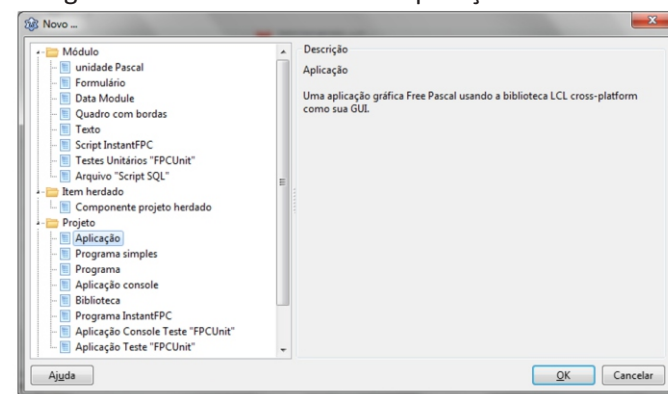 Novo ...
Módulo
unidade Pascal
Formulário
Data Module
Quadro com bordas
Texto
Script InstantFPC
Testes Unitários "FPCUnit"
Arquivo "Script SQL"
Item herdado
Componente projeto herdado
Projeto
Aplicação
Programa simples
Programa
Aplicação console
Biblioteca
Programa InstantFPC
Aplicação Console Teste "FPCUnit"
Aplicação Teste "FPCUnit"
Descrição
Aplicação
Uma aplicação gráfica Free Pascal usando a biblioteca LCL cross-platform
como sua GUI.
Ajuda
OK
Cancelar